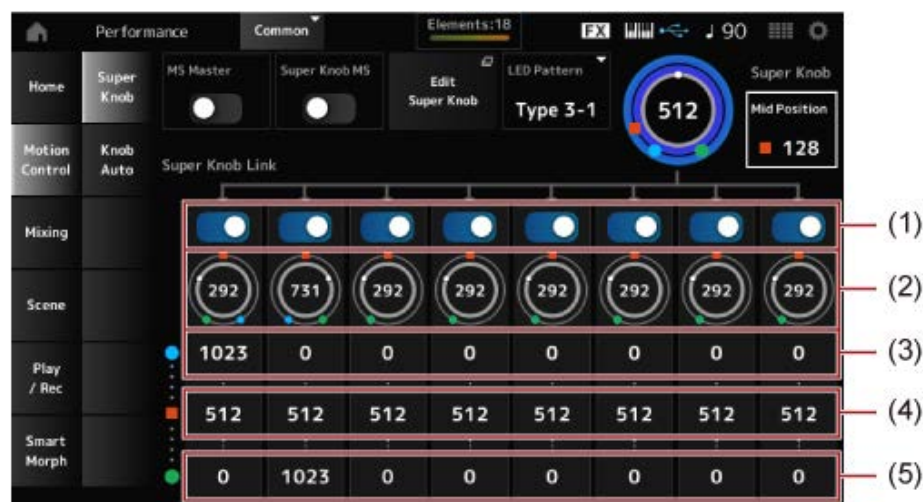 Performance Common Elements:18 FX ♩ 90
Home Super Knob MS Master Super Knob MS Edit Super Knob LED Pattern Type 3-1 512 Super Knob Mid Position 128
Motion Control Knob Auto Super Knob Link
Mixing (1)
Scene 292 731 292 292 292 292 292 292 (2)
Play / Rec 1023 0 0 0 0 0 0 0 (3)
512 512 512 512 512 512 512 512 (4)
Smart Morph 0 1023 0 0 0 0 0 0 (5)